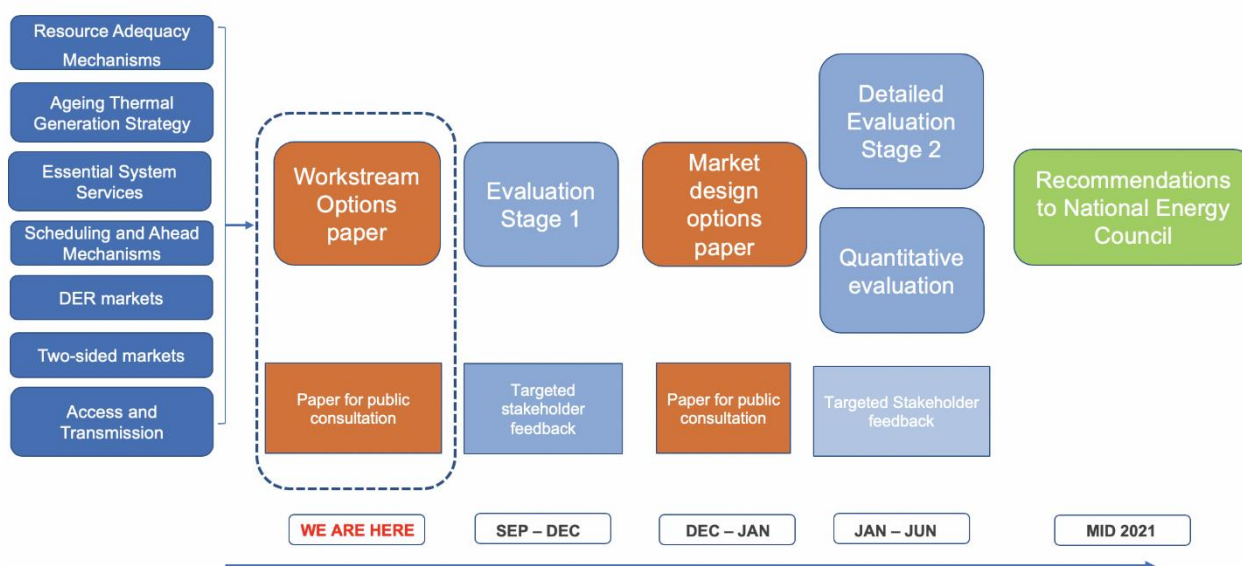 Resource Adequacy
Mechanisms
Ageing Thermal
Generation Strategy
Essential System
Services
Scheduling and Ahead
Mechanisms
DER markets
Two-sided markets
Access and
Transmission
Workstream
Options
paper
Paper for public
consultation
WE ARE HERE
Evaluation
Stage 1
Targeted
stakeholder
feedback
SEP – DEC
Market
design
options
paper
Paper for public
consultation
DEC – JAN
Detailed
Evaluation
Stage 2
Quantitative
evaluation
Targeted Stakeholder
feedback
JAN – JUN
Recommendations
to National Energy
Council
MID 2021